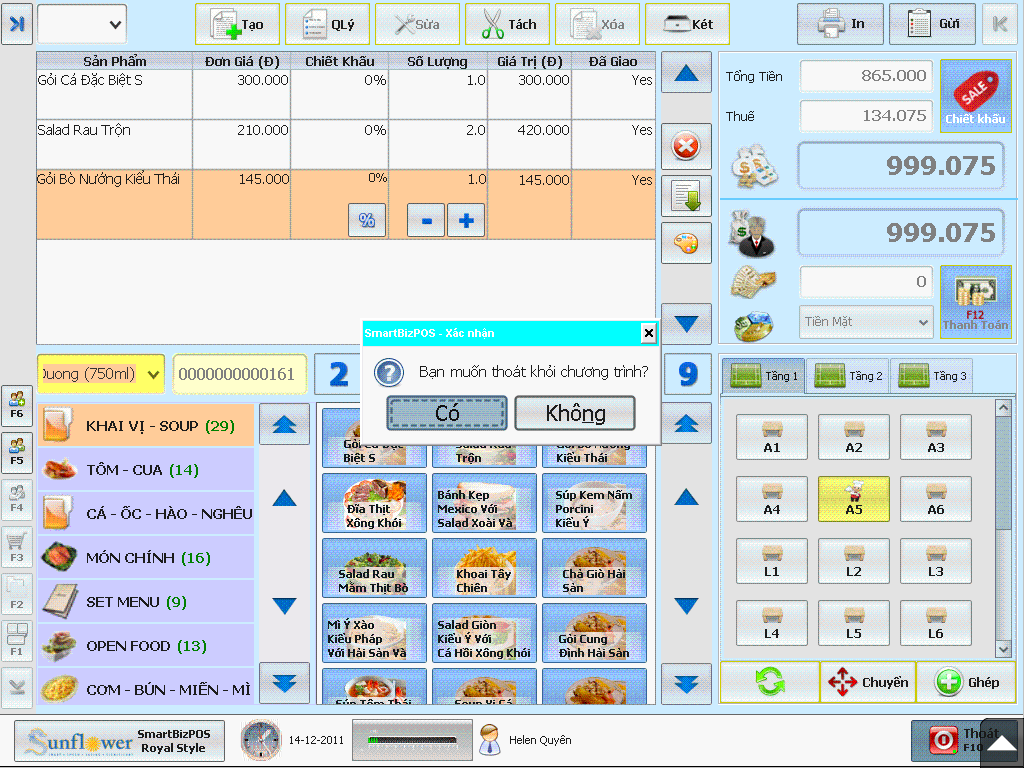 Tạo
QLý
Sửa
Tách
Xóa
Két
In
Gửi
Sản Phẩm Đơn Giá (Đ) Chiết Khấu Số Lượng Giá Trị (Đ) Đã Giao
Gỏi Cá Đặc Biệt S 300.000 0% 1.0 300.000 Yes
Salad Rau Trộn 210.000 0% 2.0 420.000 Yes
Gỏi Bò Nướng Kiểu Thái 145.000 0% 1.0 145.000 Yes
% - +
Tổng Tiền 865.000
Thuế 134.075
SALE
Chiết khấu
999.075
999.075
0
Tiền Mặt
F12
Thanh Toán
SmartBizPOS - Xác nhận
Bạn muốn thoát khỏi chương trình?
Có Không
(750ml) 0000000000161 2 9
F6
F5
F4
F3
F2
F1
KHAI VỊ - SOUP (29)
TÔM - CUA (14)
CÁ - ỐC - HÀO - NGHÊU
MÓN CHÍNH (16)
SET MENU (9)
OPEN FOOD (13)
CƠM - BÚN - MIẾN - MÌ
Gỏi Cá Đặc
Biệt S
Salad Rau
Trộn
Gỏi Bò Nướng
Kiểu Thái
Đĩa Thịt
Xông Khói
Bánh Kẹp
Mexico Với
Salad Xoài Và
Súp Kem Nấm
Porcini
Kiểu Ý
Salad Rau
Mầm Thịt Bò
Khoai Tây
Chiên
Chả Giò Hải
Sản
Mì Ý Xào
Kiểu Pháp
Với Hải Sản Và
Salad Giòn
Kiểu Ý Với
Cá Hồi Xông Khói
Gỏi Cung
Đình Hải Sản
Súp Tôm Thái
Soup Vi Cá
Tầng 1 Tầng 2 Tầng 3
A1 A2 A3
A4 A5 A6
L1 L2 L3
L4 L5 L6
Chuyển
Ghép
Sunflower
SmartBizPOS
Royal Style
14-12-2011
Helen Quyên
Thoát
F10